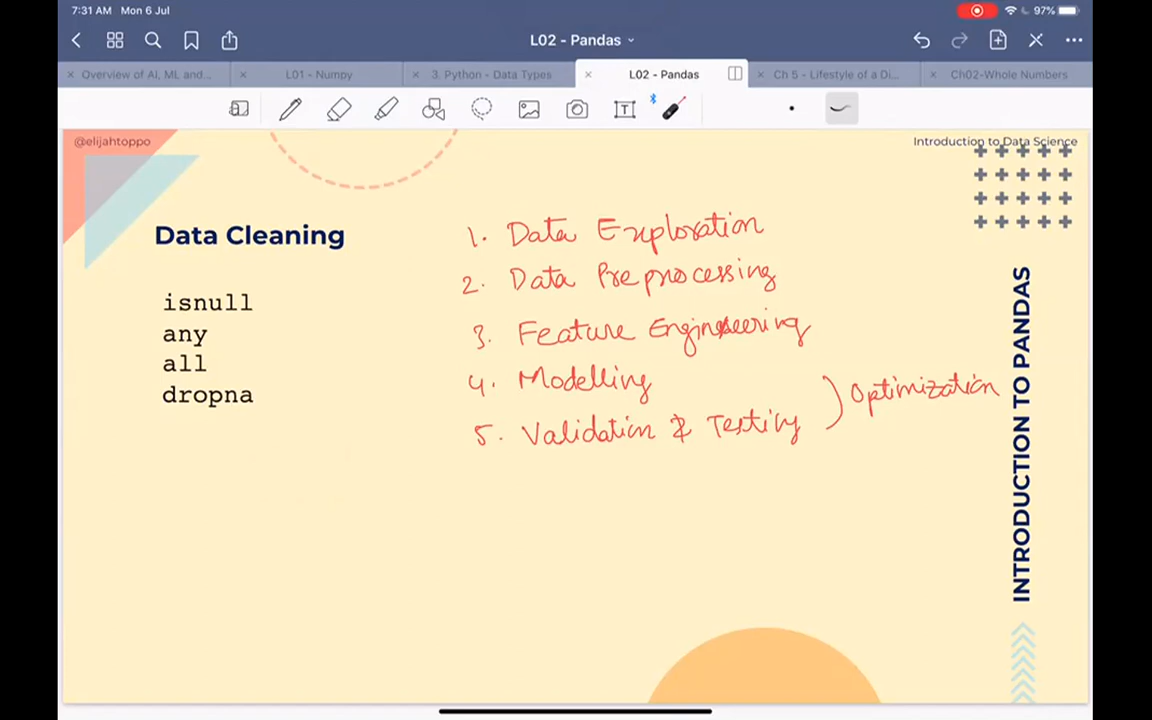 7:31 AM Mon 6 Jul
97%
L02 - Pandas
Overview of AI, ML and...
L01 - Numpy
3. Python - Data Types
L02 - Pandas
Ch 5 - Lifestyle of a Di...
Ch02-Whole Numbers
T
@elijahtoppo
Introduction to Data Science
Data Cleaning
isnull
any
all
dropna
1. Data Exploration
2. Data Preprocessing
3. Feature Engineering
4. Modelling
5. Validation & Testing
Optimization
INTRODUCTION TO PANDAS